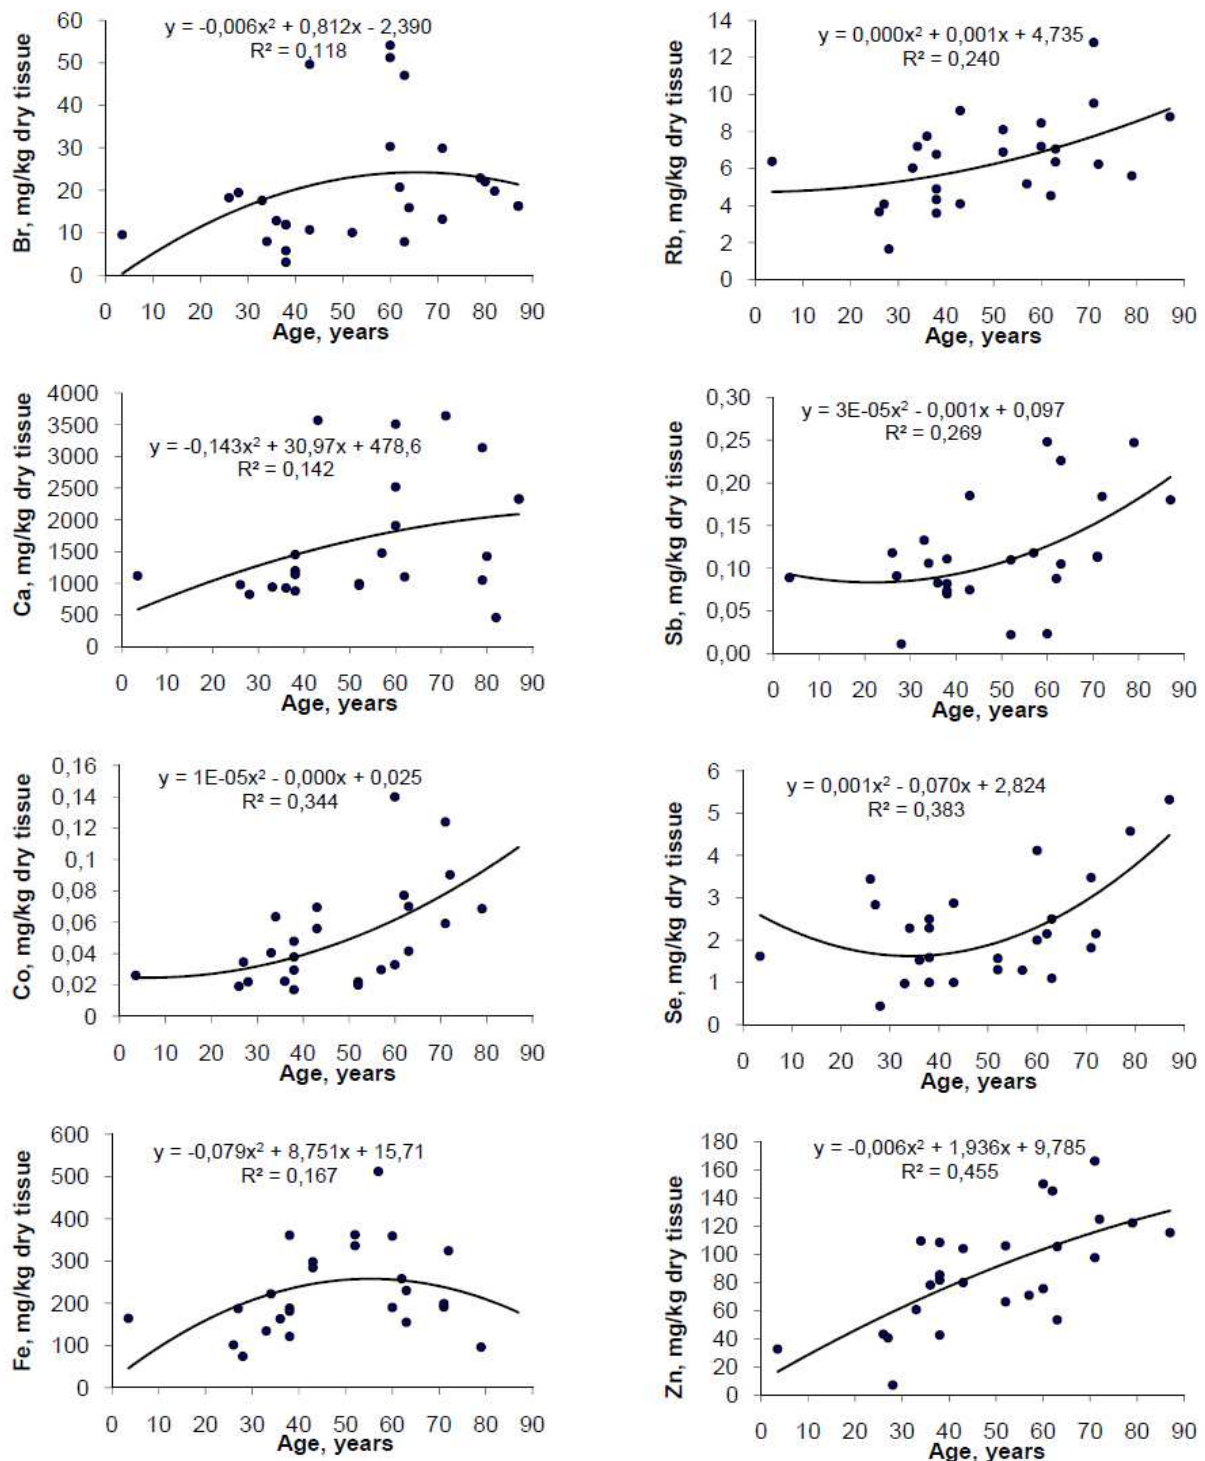 y = -0,006x² + 0,812x - 2,390
R² = 0,118
Br, mg/kg dry tissue
60
50
40
30
20
10
0
0 10 20 30 40 50 60 70 80 90
Age, years
y = 0,000x² + 0,001x + 4,735
R² = 0,240
Rb, mg/kg dry tissue
14
12
10
8
6
4
2
0
0 10 20 30 40 50 60 70 80 90
Age, years
y = -0,143x² + 30,97x + 478,6
R² = 0,142
Ca, mg/kg dry tissue
4000
3500
3000
2500
2000
1500
1000
500
0
0 10 20 30 40 50 60 70 80 90
Age, years
y = 3E-05x² - 0,001x + 0,097
R² = 0,269
Sb, mg/kg dry tissue
0,30
0,25
0,20
0,15
0,10
0,05
0,00
0 10 20 30 40 50 60 70 80 90
Age, years
y = 1E-05x² - 0,000x + 0,025
R² = 0,344
Co, mg/kg dry tissue
0,16
0,14
0,12
0,1
0,08
0,06
0,04
0,02
0
0 10 20 30 40 50 60 70 80 90
Age, years
y = 0,001x² - 0,070x + 2,824
R² = 0,383
Se, mg/kg dry tissue
6
5
4
3
2
1
0
0 10 20 30 40 50 60 70 80 90
Age, years
y = -0,079x² + 8,751x + 15,71
R² = 0,167
Fe, mg/kg dry tissue
600
500
400
300
200
100
0
0 10 20 30 40 50 60 70 80 90
Age, years
y = -0,006x² + 1,936x + 9,785
R² = 0,455
Zn, mg/kg dry tissue
180
160
140
120
100
80
60
40
20
0
0 10 20 30 40 50 60 70 80 90
Age, years